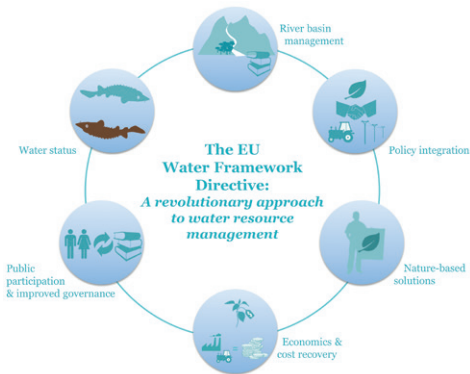 River basin
management
Policy integration
Nature-based
solutions
Economics &
cost recovery
Public
participation
& improved governance
Water status
The EU
Water Framework
Directive:
A revolutionary approach
to water resource
management